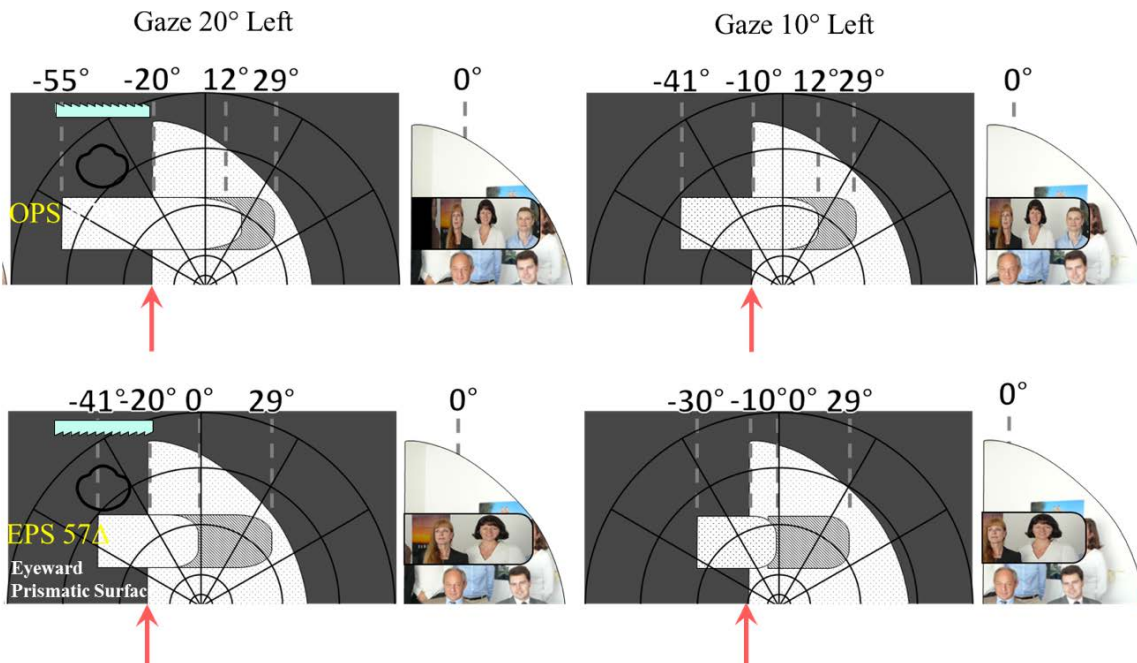 Gaze 20° Left
Gaze 10° Left
-55° -20° 12° 29° 0°
-41° -10° 12° 29° 0°
OPS
-41° -20° 0° 29° 0°
-30° -10° 0° 29° 0°
EPS 57Δ
Eyeward
Prismatic Surfac